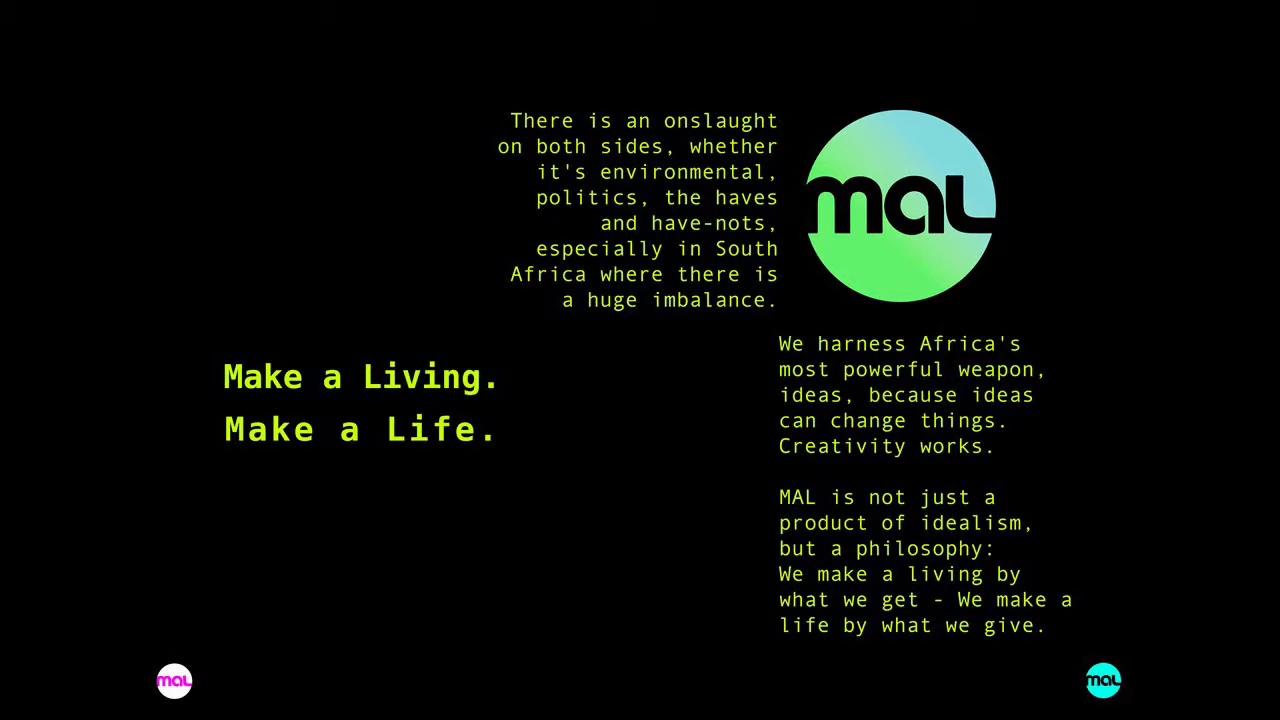 There is an onslaught
on both sides, whether
it's environmental,
politics, the haves
and have-nots,
especially in South
Africa where there is
a huge imbalance.
mal
Make a Living.
Make a Life.
We harness Africa's
most powerful weapon,
ideas, because ideas
can change things.
Creativity works.
MAL is not just a
product of idealism,
but a philosophy:
We make a living by
what we get - We make a
life by what we give.
mal
mal